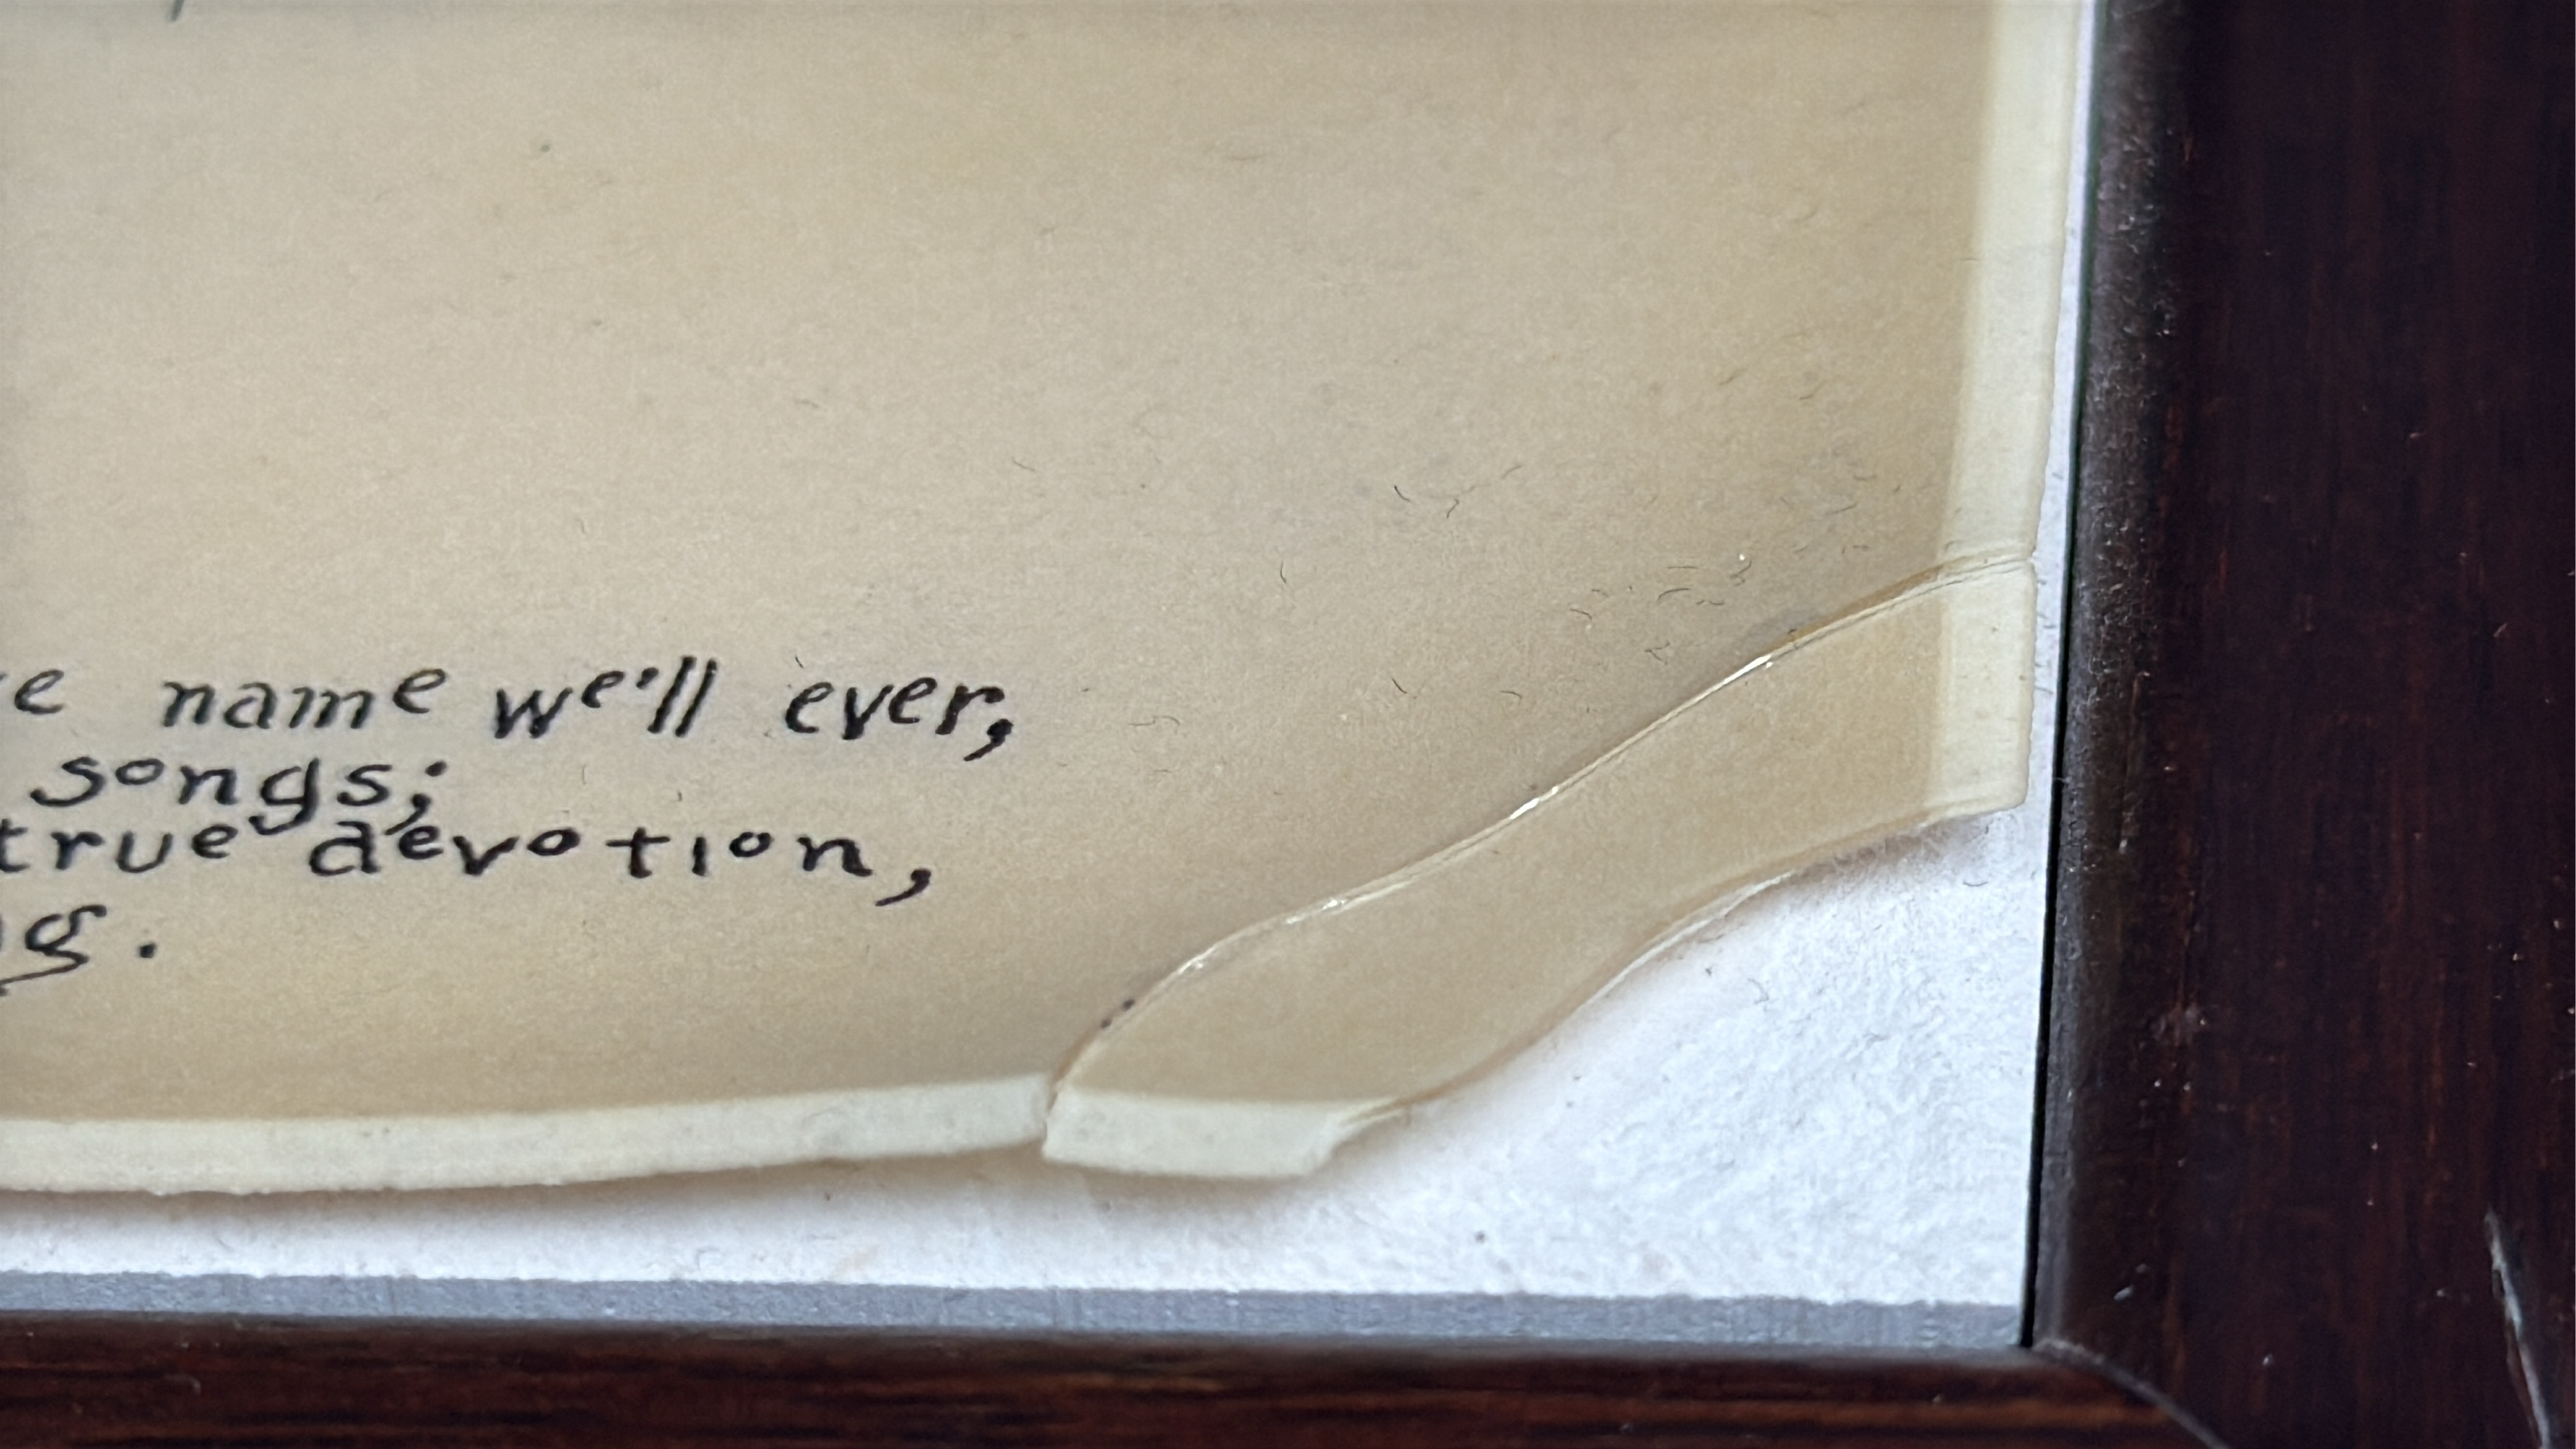 name we'll ever,
songs;
true devotion,